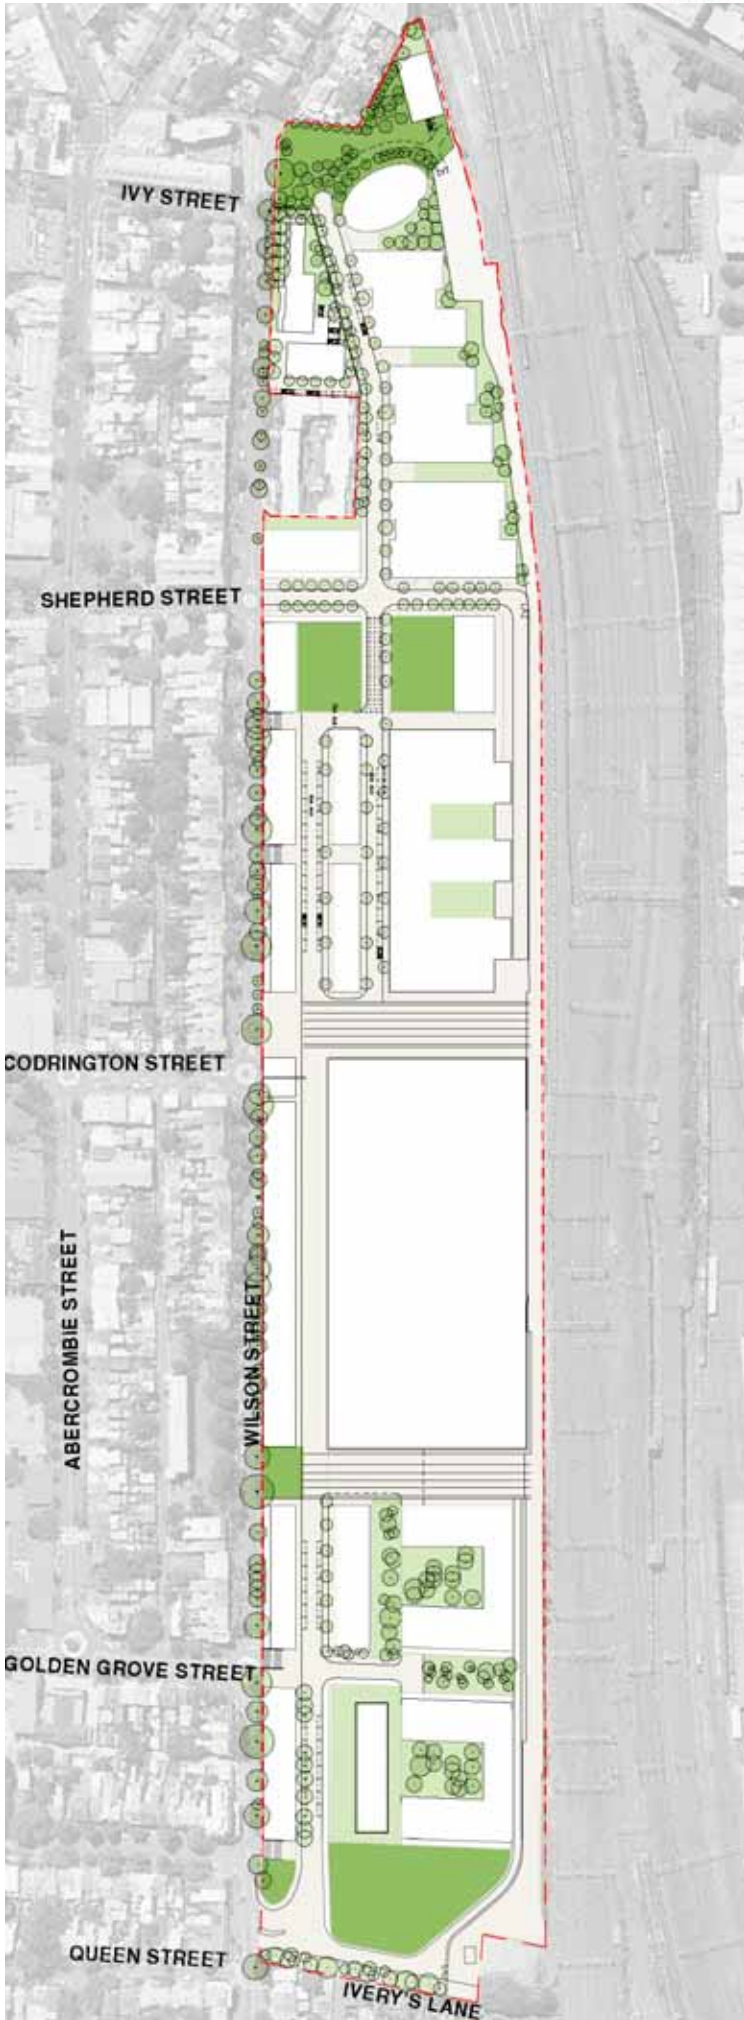 IVY STREET
SHEPHERD STREET
CODRINGTON STREET
ABERCROMBIE STREET
WILSON STREET
GOLDEN GROVE STREET
QUEEN STREET
IVERY'S LANE